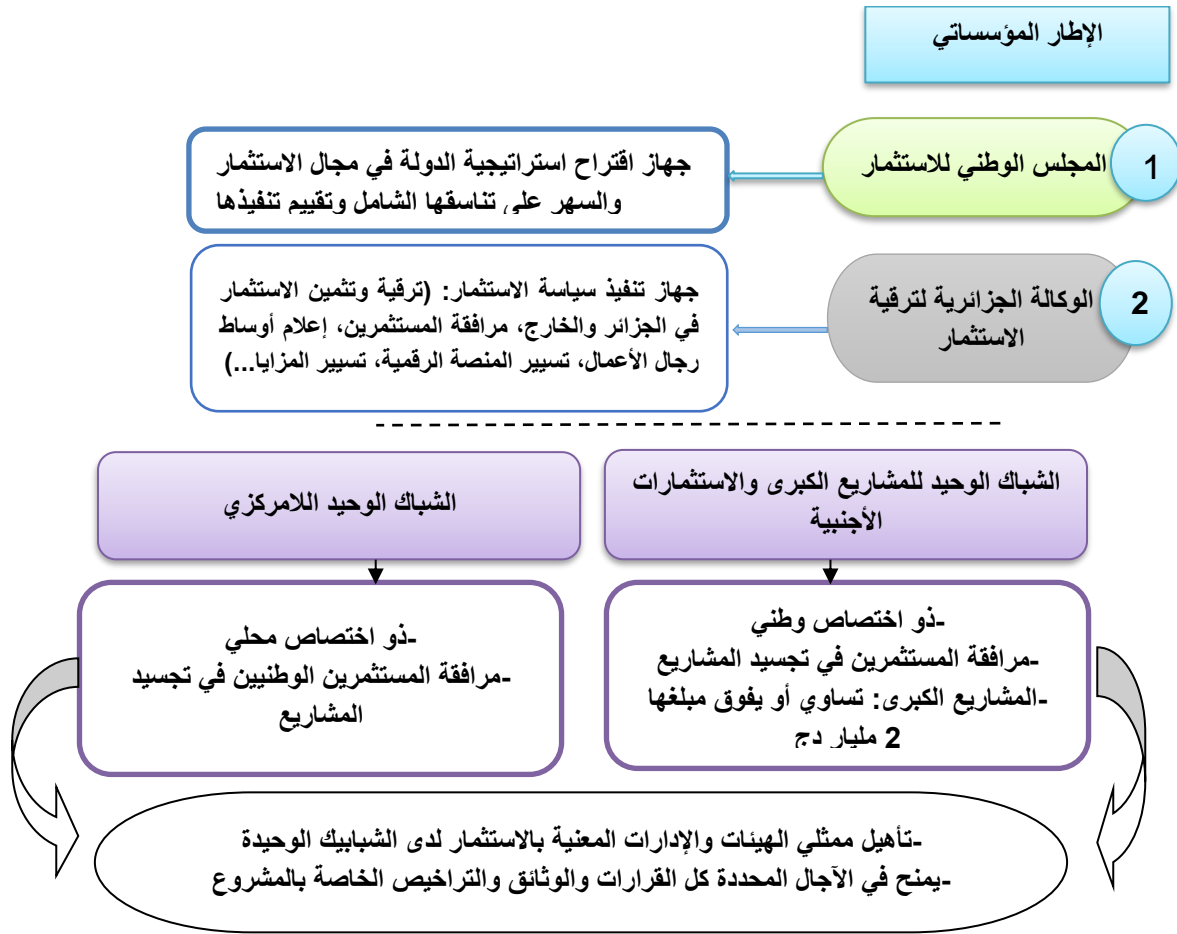 الإطار المؤسساتي
1
المجلس الوطني للاستثمار
جهاز اقتراح استراتيجية الدولة في مجال الاستثمار
والسهر على تناسقها الشامل وتقييم تنفيذها
2
الوكالة الجزائرية لترقية
الاستثمار
جهاز تنفيذ سياسة الاستثمار: (ترقية وتثمين الاستثمار
في الجزائر والخارج، مرافقة المستثمرين، إعلام أوساط
رجال الأعمال، تسيير المنصة الرقمية، تسيير المزايا...)
الشباك الوحيد للمشاريع الكبرى والاستثمارات
الأجنبية
-ذو اختصاص وطني
-مرافقة المستثمرين في تجسيد المشاريع
-المشاريع الكبرى: تساوي أو يفوق مبلغها
2 مليار دج
الشباك الوحيد اللامركزي
-ذو اختصاص محلي
-مرافقة المستثمرين الوطنيين في تجسيد
المشاريع
-تأهيل ممثلي الهيئات والإدارات المعنية بالاستثمار لدى الشبابيك الوحيدة
-يمنح في الآجال المحددة كل القرارات والوثائق والتراخيص الخاصة بالمشروع